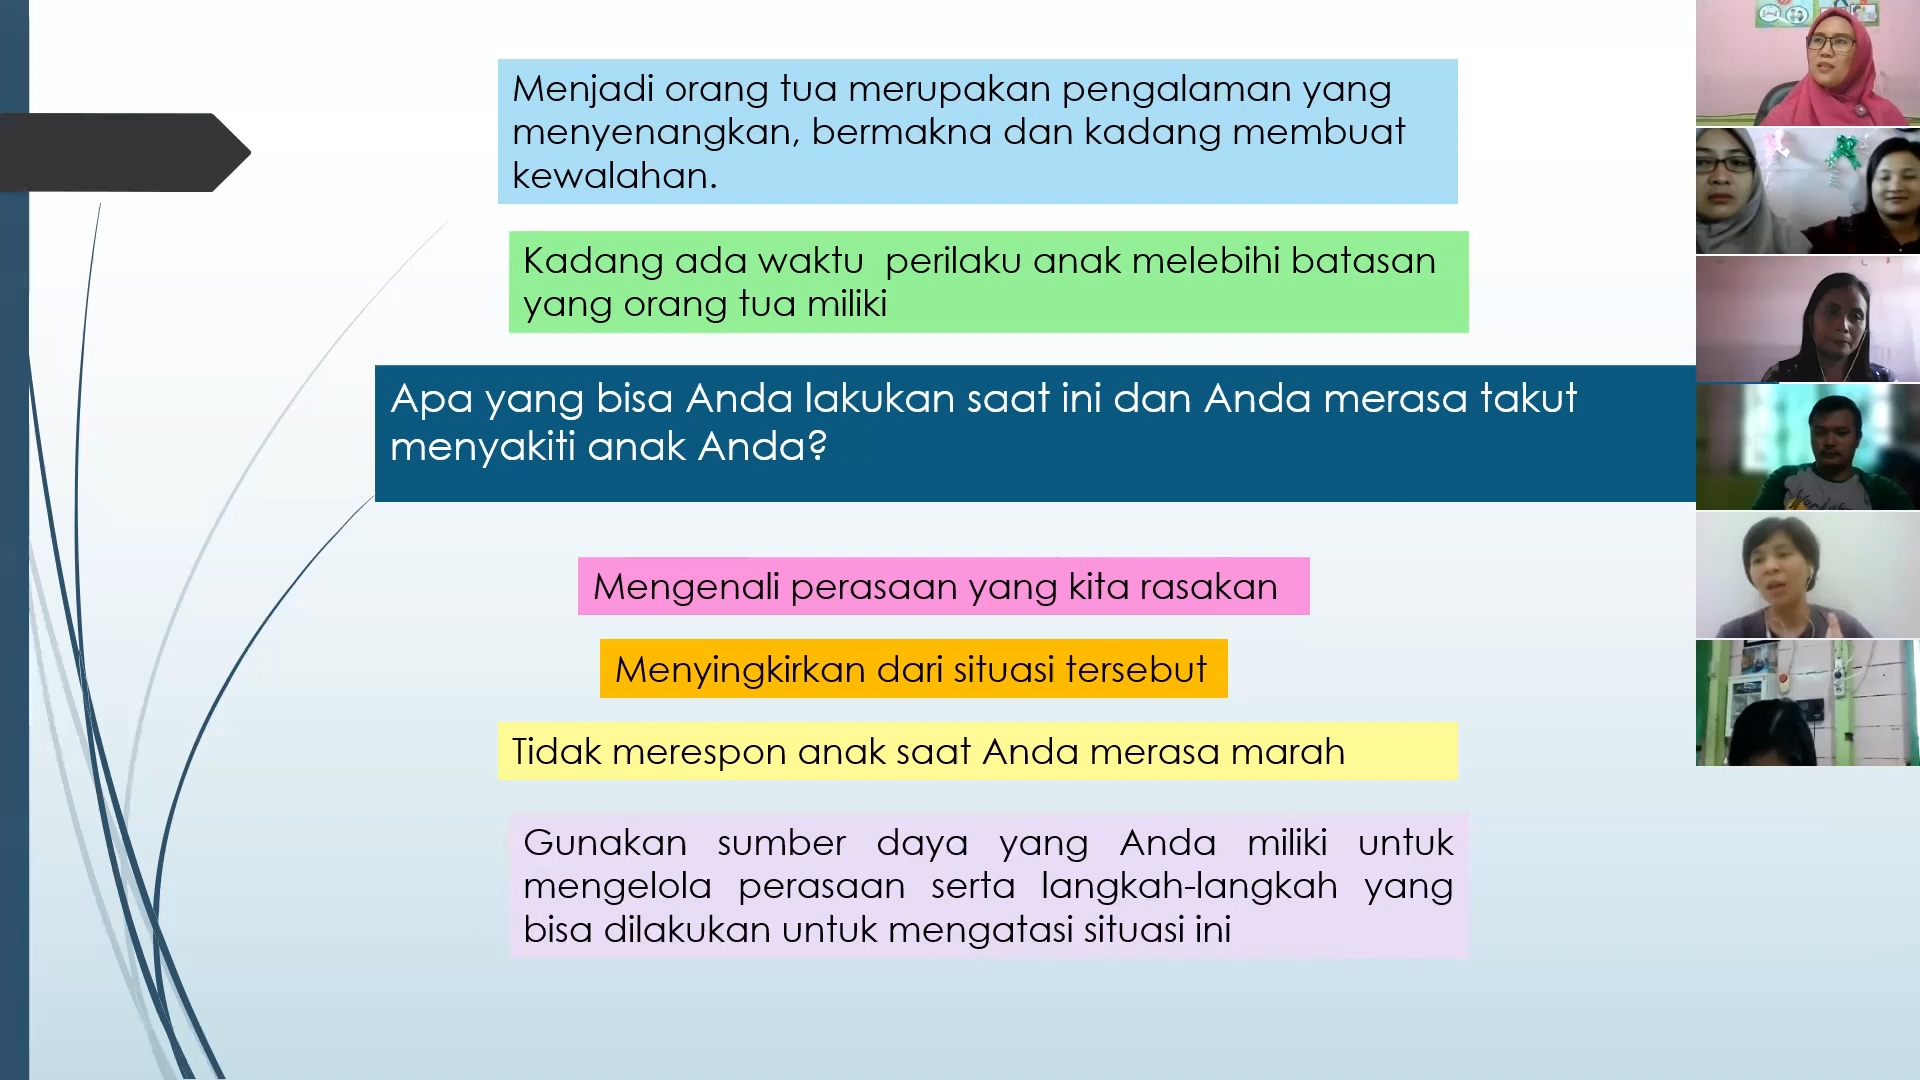 Menjadi orang tua merupakan pengalaman yang
menyenangkan, bermakna dan kadang membuat
kewalahan.
Kadang ada waktu perilaku anak melebihi batasan
yang orang tua miliki
Apa yang bisa Anda lakukan saat ini dan Anda merasa takut
menyakiti anak Anda?
Mengenali perasaan yang kita rasakan
Menyingkirkan dari situasi tersebut
Tidak merespon anak saat Anda merasa marah
Gunakan sumber daya yang Anda miliki untuk
mengelola perasaan serta langkah-langkah yang
bisa dilakukan untuk mengatasi situasi ini